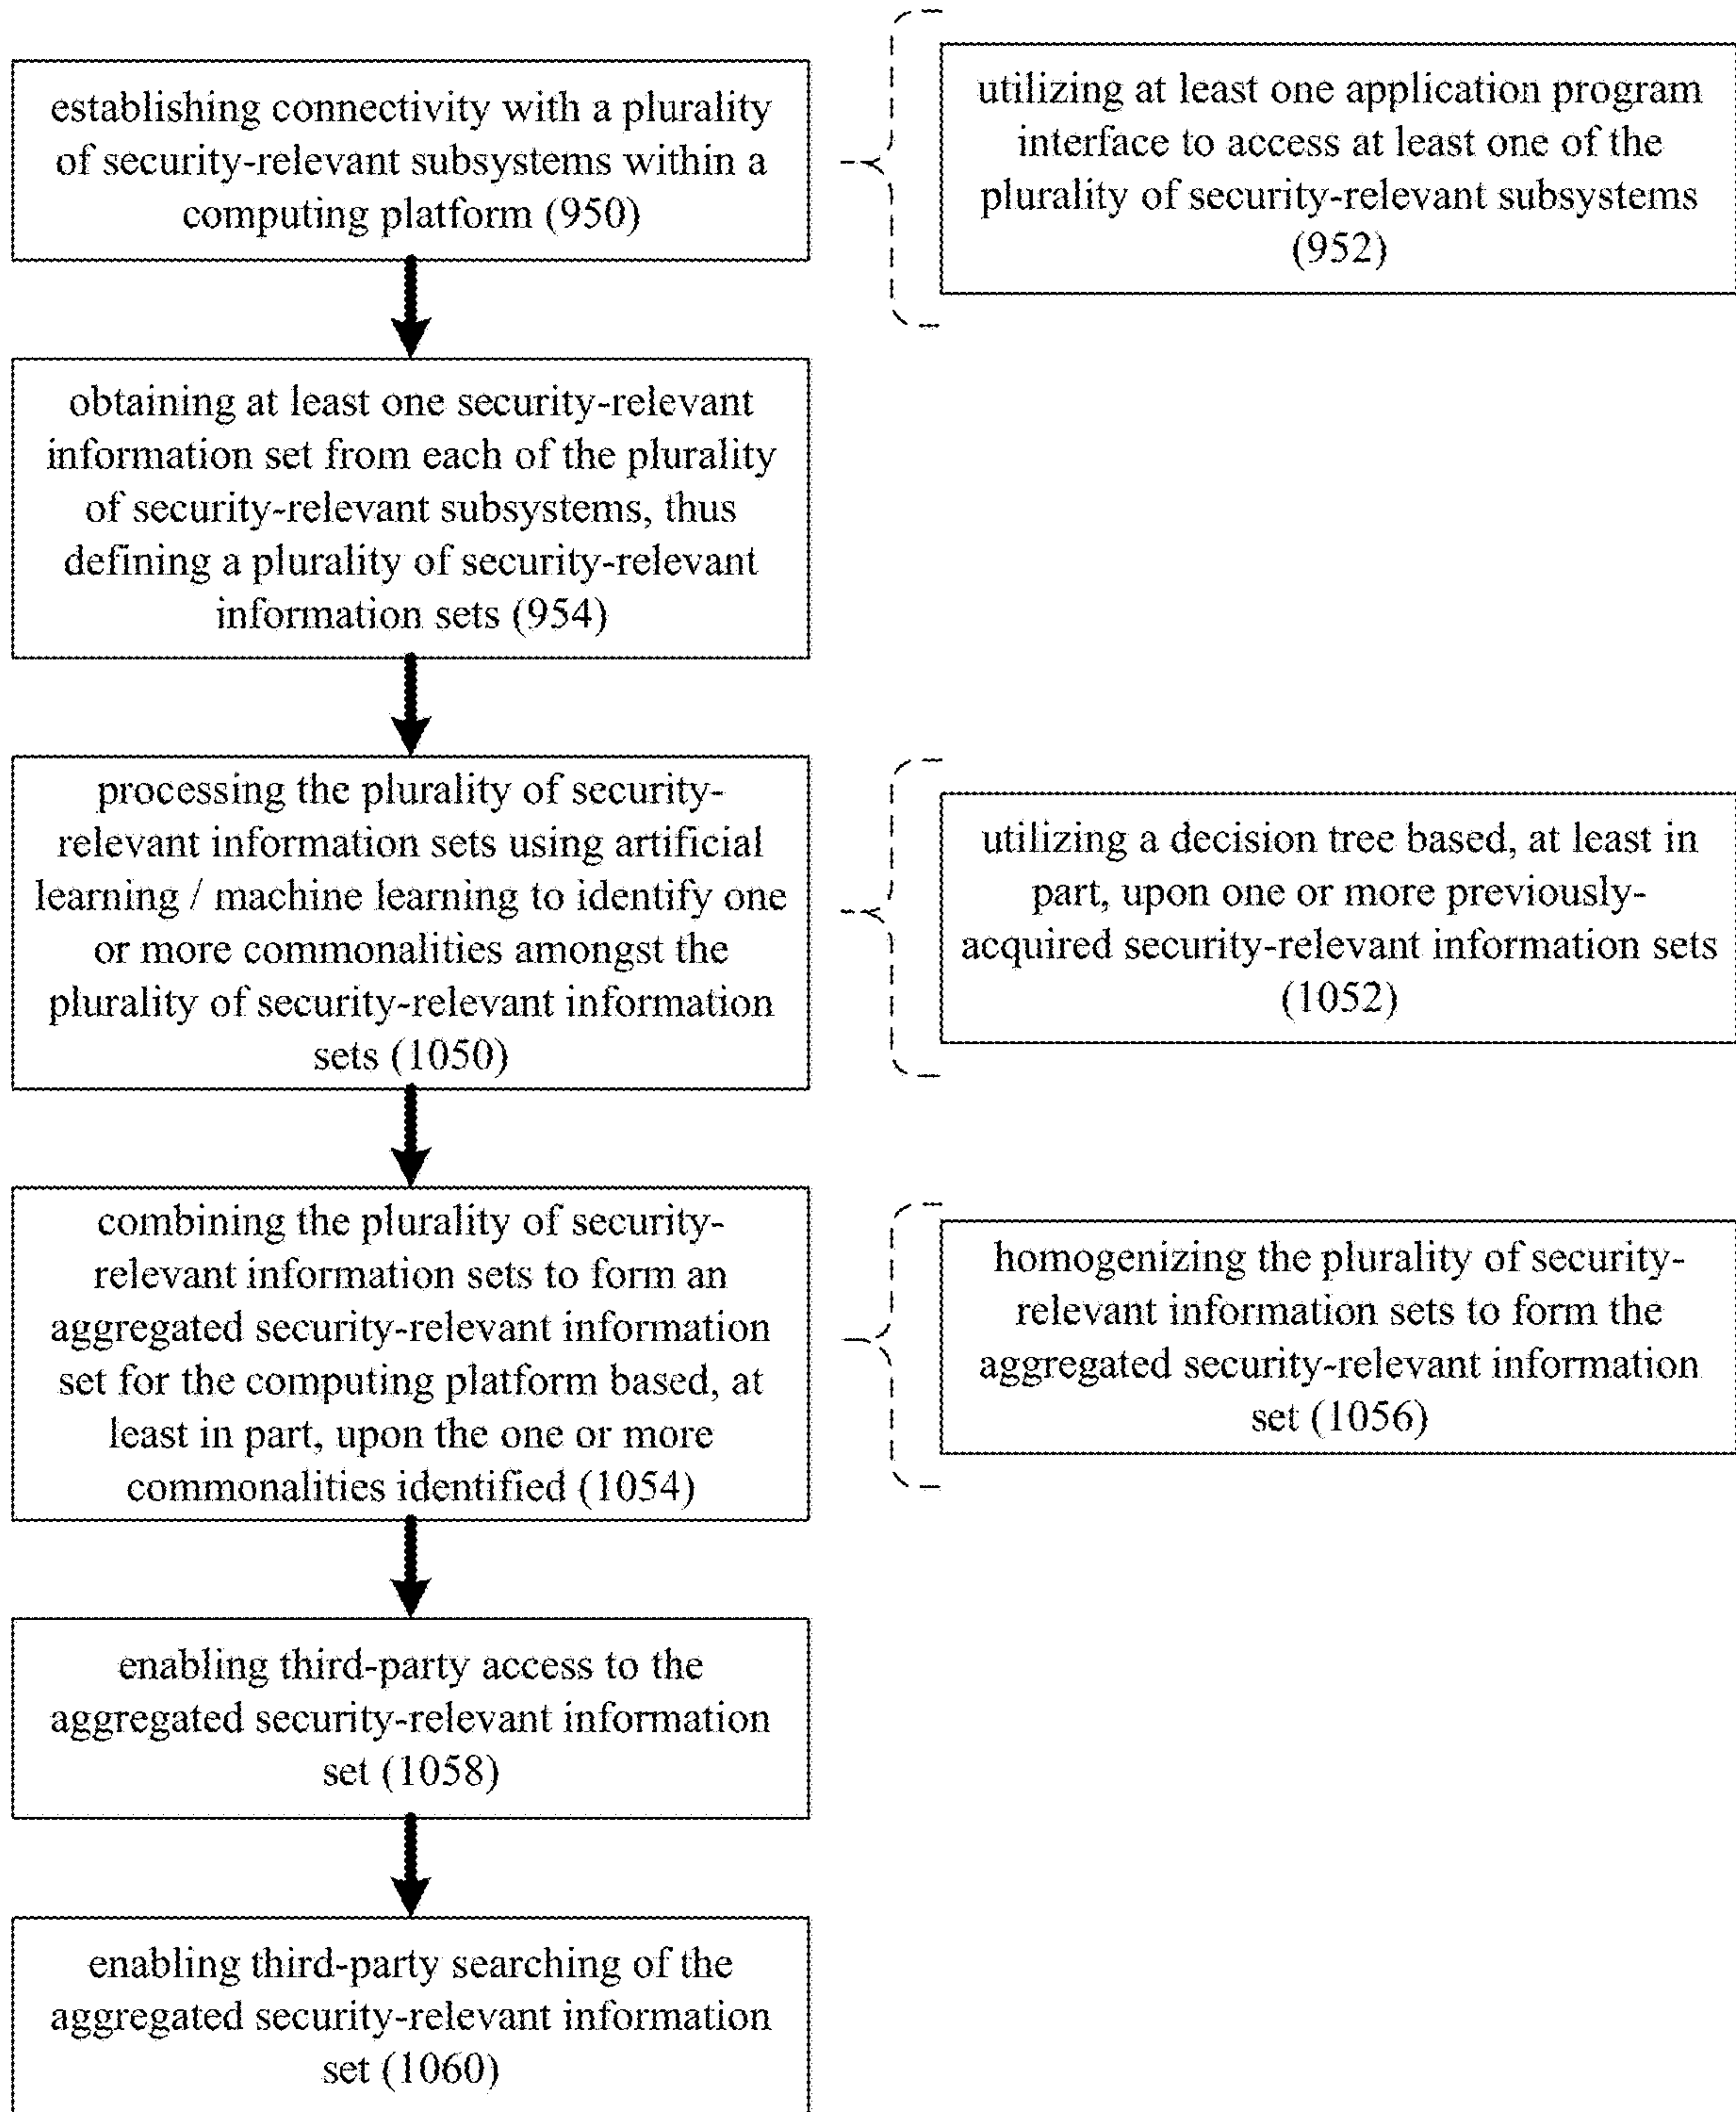 establishing connectivity with a plurality
of security-relevant subsystems within a
computing platform (950)
utilizing at least one application program
interface to access at least one of the
plurality of security-relevant subsystems
(952)
obtaining at least one security-relevant
information set from each of the plurality
of security-relevant subsystems, thus
defining a plurality of security-relevant
information sets (954)
processing the plurality of security-
relevant information sets using artificial
learning / machine learning to identify one
or more commonalities amongst the
plurality of security-relevant information
sets (1050)
utilizing a decision tree based, at least in
part, upon one or more previously-
acquired security-relevant information sets
(1052)
combining the plurality of security-
relevant information sets to form an
aggregated security-relevant information
set for the computing platform based, at
least in part, upon the one or more
commonalities identified (1054)
homogenizing the plurality of security-
relevant information sets to form the
aggregated security-relevant information
set (1056)
enabling third-party access to the
aggregated security-relevant information
set (1058)
enabling third-party searching of the
aggregated security-relevant information
set (1060)